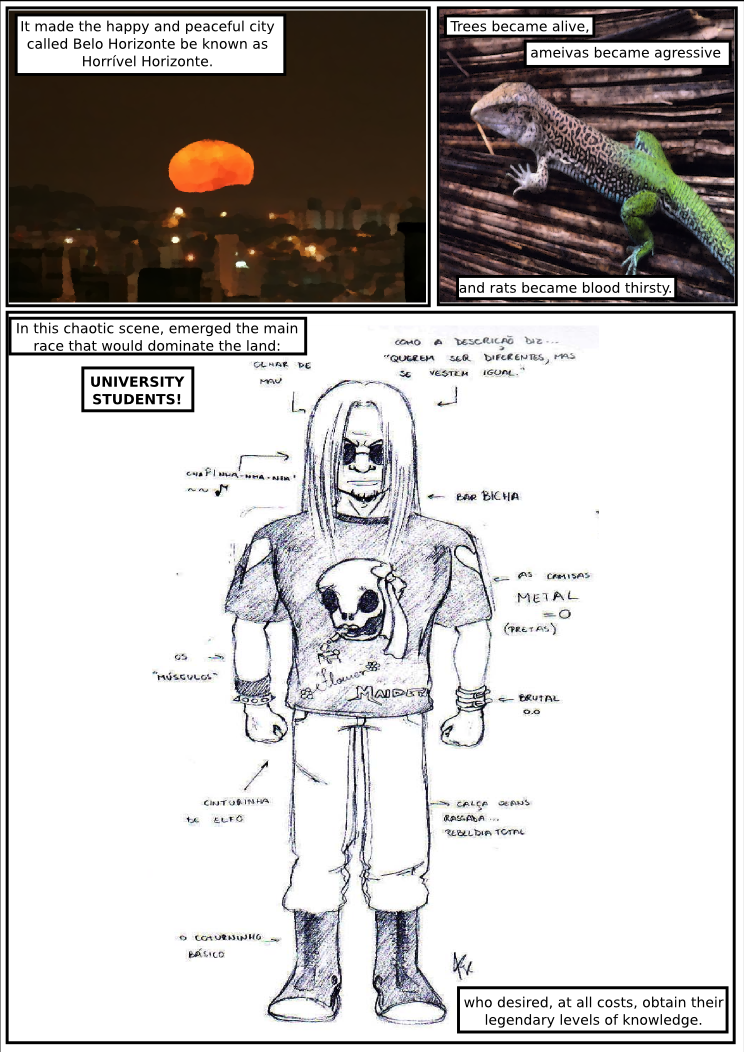 It made the happy and peaceful city
called Belo Horizonte be known as
Horrível Horizonte.
Trees became alive,
ameivas became agressive
and rats became blood thirsty.
In this chaotic scene, emerged the main
race that would dominate the land:
UNIVERSITY
STUDENTS!
OLHAR DE
MAU
COMO A DESCRIÇÃO DIZ...
"QUEREM SER DIFERENTES, MAS
SE VESTEM IGUAL."
BARBICHA
AS CAMISAS
METAL
=O
(PRETAS)
OS
"MÚSCULOS"
Flower
MAIDEN
BRUTAL
O.O
CINTURINHA
DE ELFO
CALÇA JEANS
RASGADA...
REBELDIA TOTAL
O COTURNINHO
BÁSICO
who desired, at all costs, obtain their
legendary levels of knowledge.